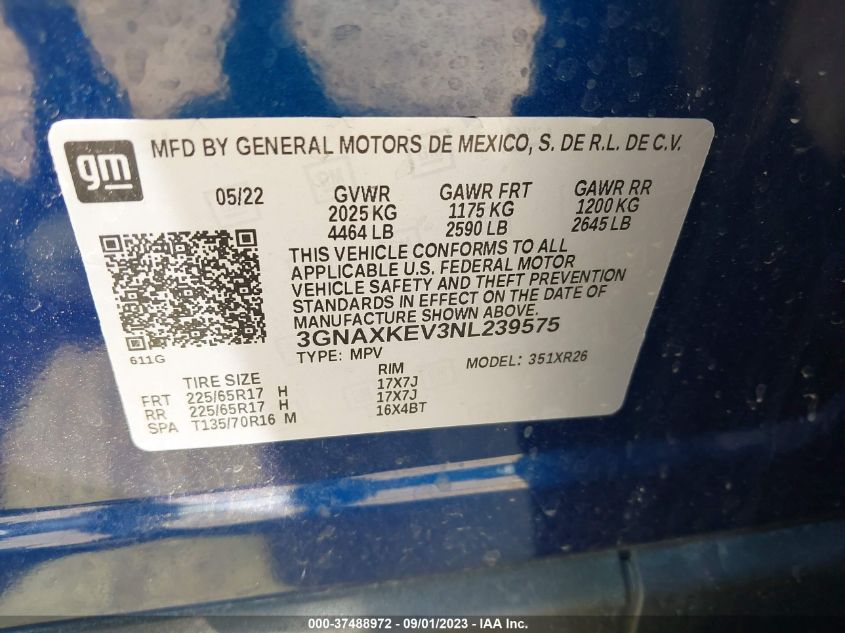 gm
MFD BY GENERAL MOTORS DE MEXICO, S. DE R.L. DE C.V.
05/22 GVWR GAWR FRT GAWR RR
2025 KG 1175 KG 1200 KG
4464 LB 2590 LB 2645 LB
THIS VEHICLE CONFORMS TO ALL
APPLICABLE U.S. FEDERAL MOTOR
VEHICLE SAFETY AND THEFT PREVENTION
STANDARDS IN EFFECT ON THE DATE OF
MANUFACTURE SHOWN ABOVE.
3GNAXKEV3NL239575
611G
TYPE: MPV MODEL: 351XR26
TIRE SIZE RIM
FRT 225/65R17 H 17X7J
RR 225/65R17 H 17X7J
SPA T135/70R16 M 16X4BT
000-37488972 - 09/01/2023 - IAA Inc.